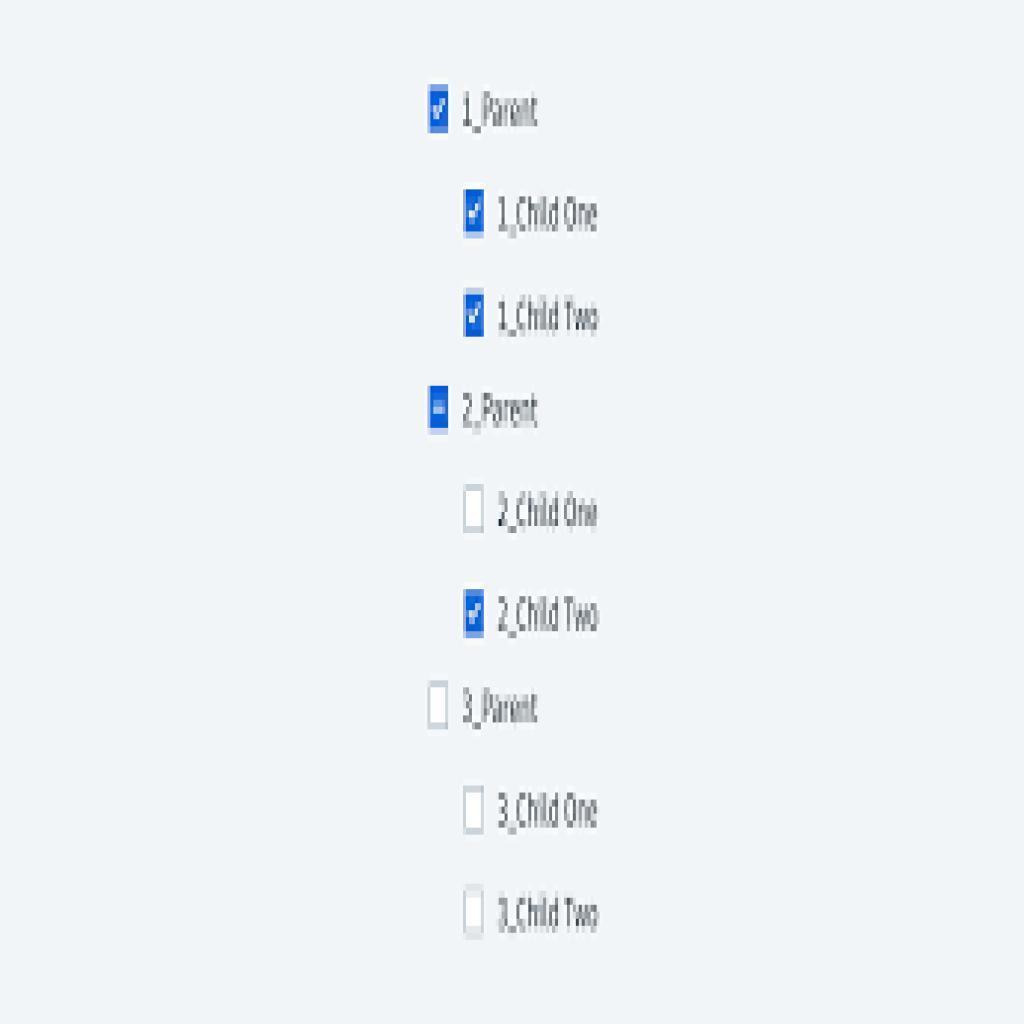 1_Parent
1_Child One
1_Child Two
2_Parent
2_Child One
2_Child Two
3_Parent
3_Child One
3_Child Two